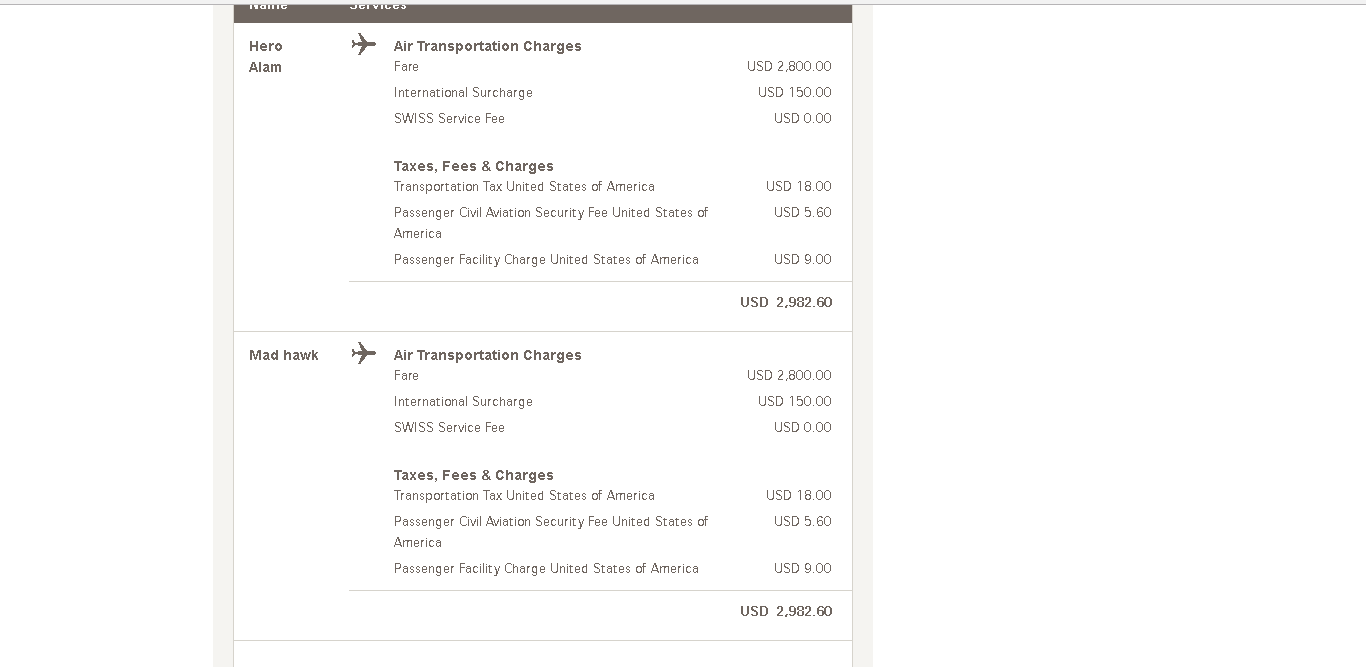 Name Services
Hero Air Transportation Charges
Alam Fare USD 2,800.00
International Surcharge USD 150.00
SWISS Service Fee USD 0.00
Taxes, Fees & Charges
Transportation Tax United States of America USD 18.00
Passenger Civil Aviation Security Fee United States of USD 5.60
America
Passenger Facility Charge United States of America USD 9.00
USD 2,982.60
Mad hawk Air Transportation Charges
Fare USD 2,800.00
International Surcharge USD 150.00
SWISS Service Fee USD 0.00
Taxes, Fees & Charges
Transportation Tax United States of America USD 18.00
Passenger Civil Aviation Security Fee United States of USD 5.60
America
Passenger Facility Charge United States of America USD 9.00
USD 2,982.60